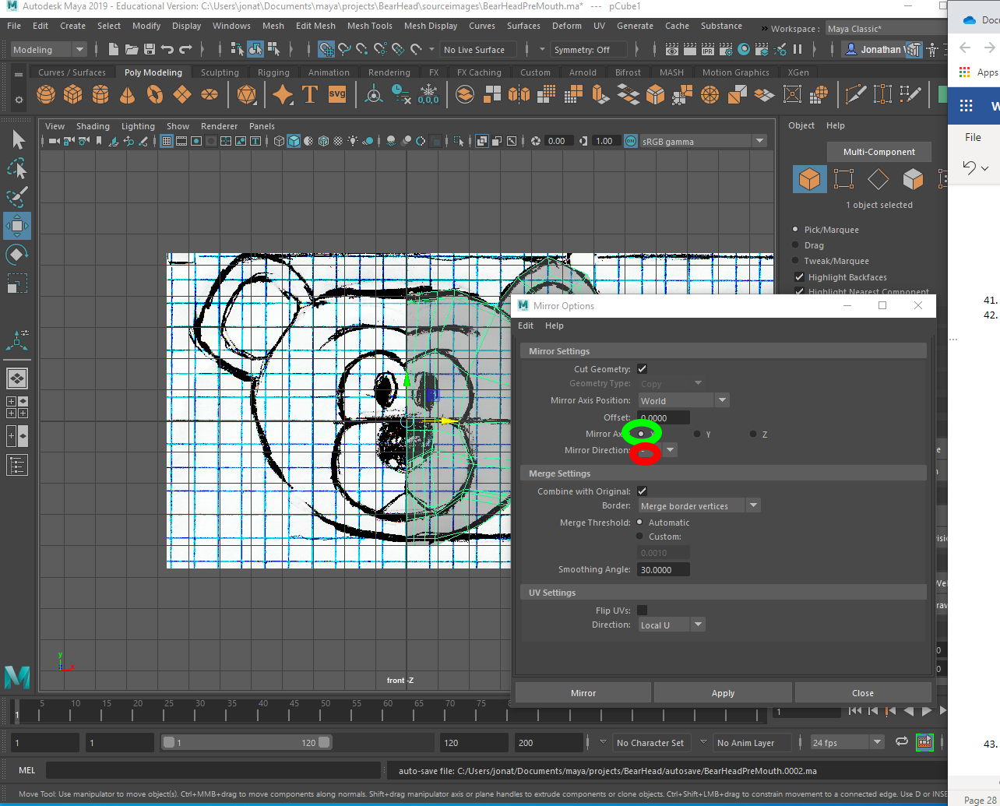 Autodesk Maya 2019 - Educational Version: C:\Users\jonat\Documents\maya\projects\BearHead\sourceimages\BearHeadPreMouth.ma* --- pCube1
Docu
File Edit Create Select Modify Display Windows Mesh Edit Mesh Mesh Tools Mesh Display Curves Surfaces Deform UV Generate Cache Substance
» Workspace : Maya Classic*
Modeling
No Live Surface
Symmetry: Off
IPR
Jonathan
Apps
Curves / Surfaces Poly Modeling Sculpting Rigging Animation Rendering FX FX Caching Custom Arnold Bifrost MASH Motion Graphics XGen
T svg 0,0,0
W
View Shading Lighting Show Renderer Panels
Object Help
0.00 1.00 ON sRGB gamma
File
Multi-Component
1 object selected
Pick/Marquee
Drag
Tweak/Marquee
Highlight Backfaces
Highlight Nearest Component
41.
42.
Mirror Options
Edit Help
Mirror Settings
Cut Geometry:
Geometry Type: Copy
Mirror Axis Position: World
Offset: 0.0000
Mirror Ax X Y Z
Mirror Direction:
Merge Settings
Combine with Original:
Border: Merge border vertices
Merge Threshold: Automatic
Custom:
0.0010
Smoothing Angle: 30.0000
UV Settings
Flip UVs:
Direction: Local U
Mirror Apply Close
y
front -Z
1 5 10 15 20 25 30 35 40 45 50 55 60 65 70 75 1
1 1 1 120 120 200 No Character Set No Anim Layer 24 fps
43.
MEL auto-save file: C:/Users/jonat/Documents/maya/projects/BearHead/autosave/BearHeadPreMouth.0002.ma
Move Tool: Use manipulator to move object(s). Ctrl+MMB+drag to move components along normals. Shift+drag manipulator axis or plane handles to extrude components or clone objects. Ctrl+Shift+LMB+drag to constrain movement to a connected edge. Use D or INSE
Page 28